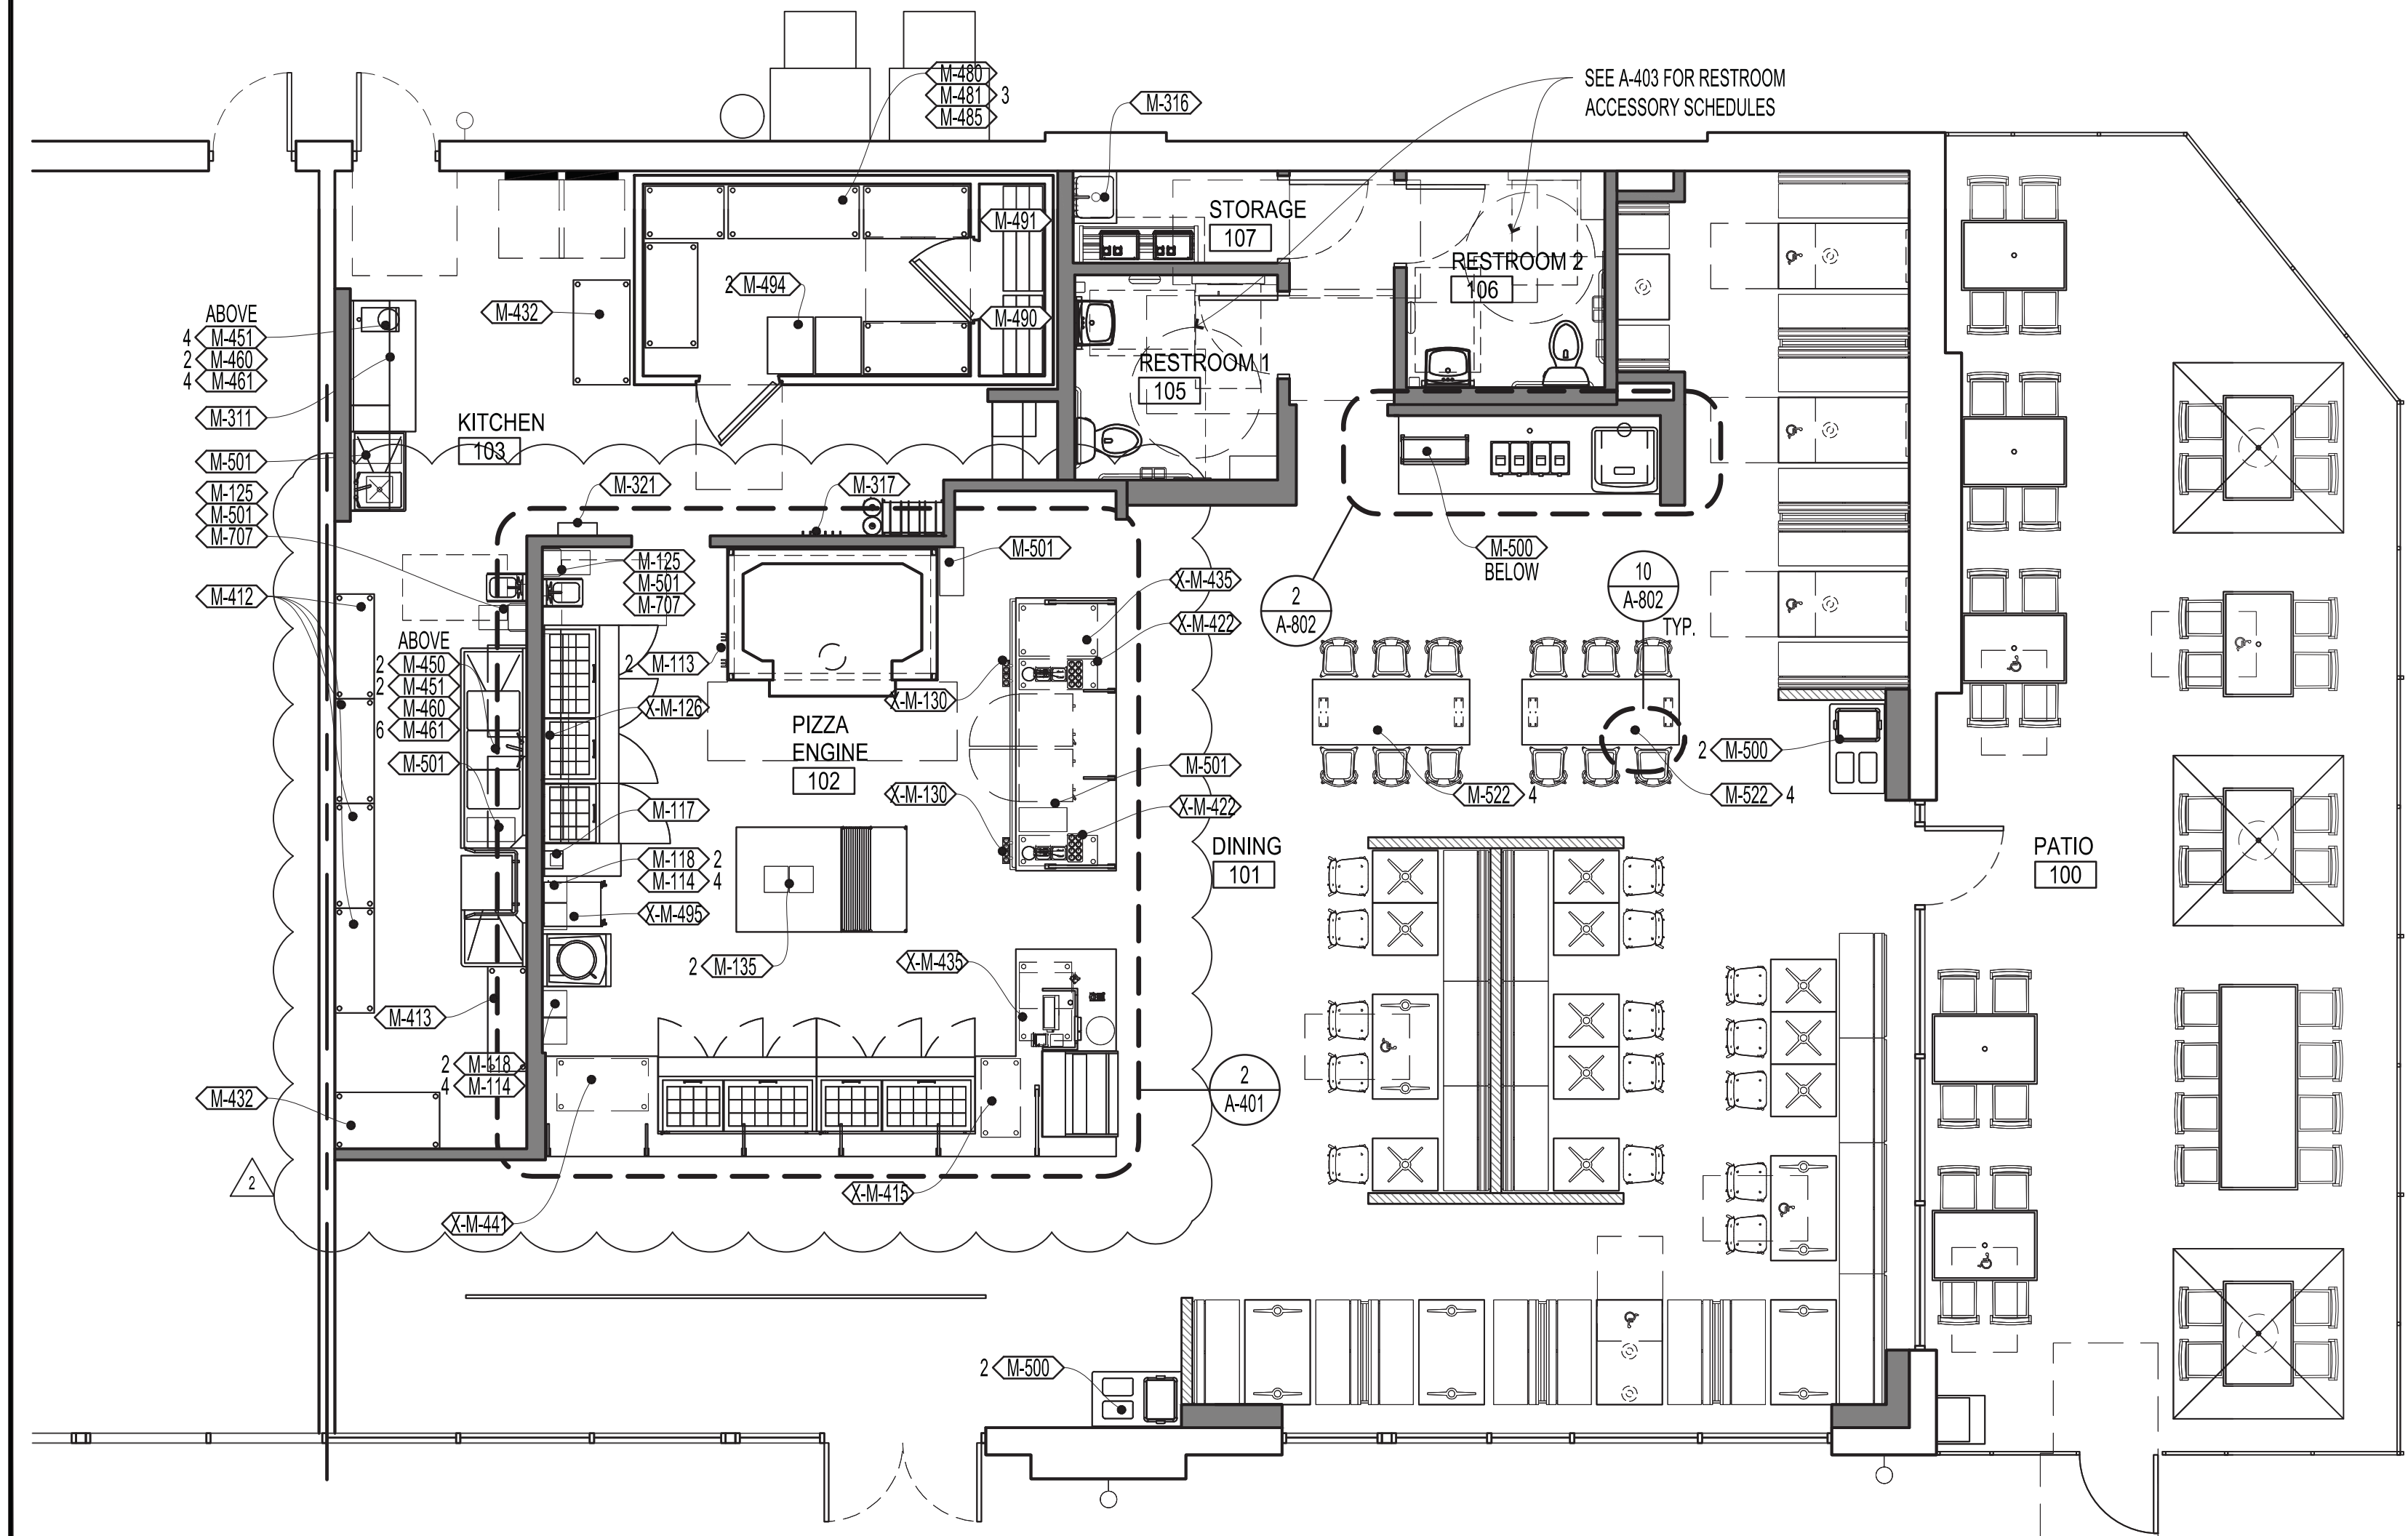 M-480
M-481 3
M-485
M-316
SEE A-403 FOR RESTROOM
ACCESSORY SCHEDULES
STORAGE
107
M-491
M-490
2 M-494
M-432
RESTROOM 2
106
RESTROOM 1
105
ABOVE
4 M-451
2 M-460
4 M-461
M-311
KITCHEN
103
M-501
M-125
M-501
M-707
M-321
M-317
M-501
M-500
BELOW
2
A-802
10
A-802
TYP.
M-412
M-125
M-501
M-707
X-M-435
X-M-422
ABOVE
2 M-450
2 M-451
M-460
6 M-461
M-501
2 M-113
X-M-126
X-M-130
PIZZA
ENGINE
102
M-501
X-M-130
X-M-422
2 M-500
M-522 4
M-522 4
M-117
M-118 2
M-114 4
X-M-495
DINING
101
PATIO
100
2 M-135
X-M-435
M-413
2 M-118
4 M-114
M-432
2
A-401
2
X-M-415
X-M-441
2 M-500